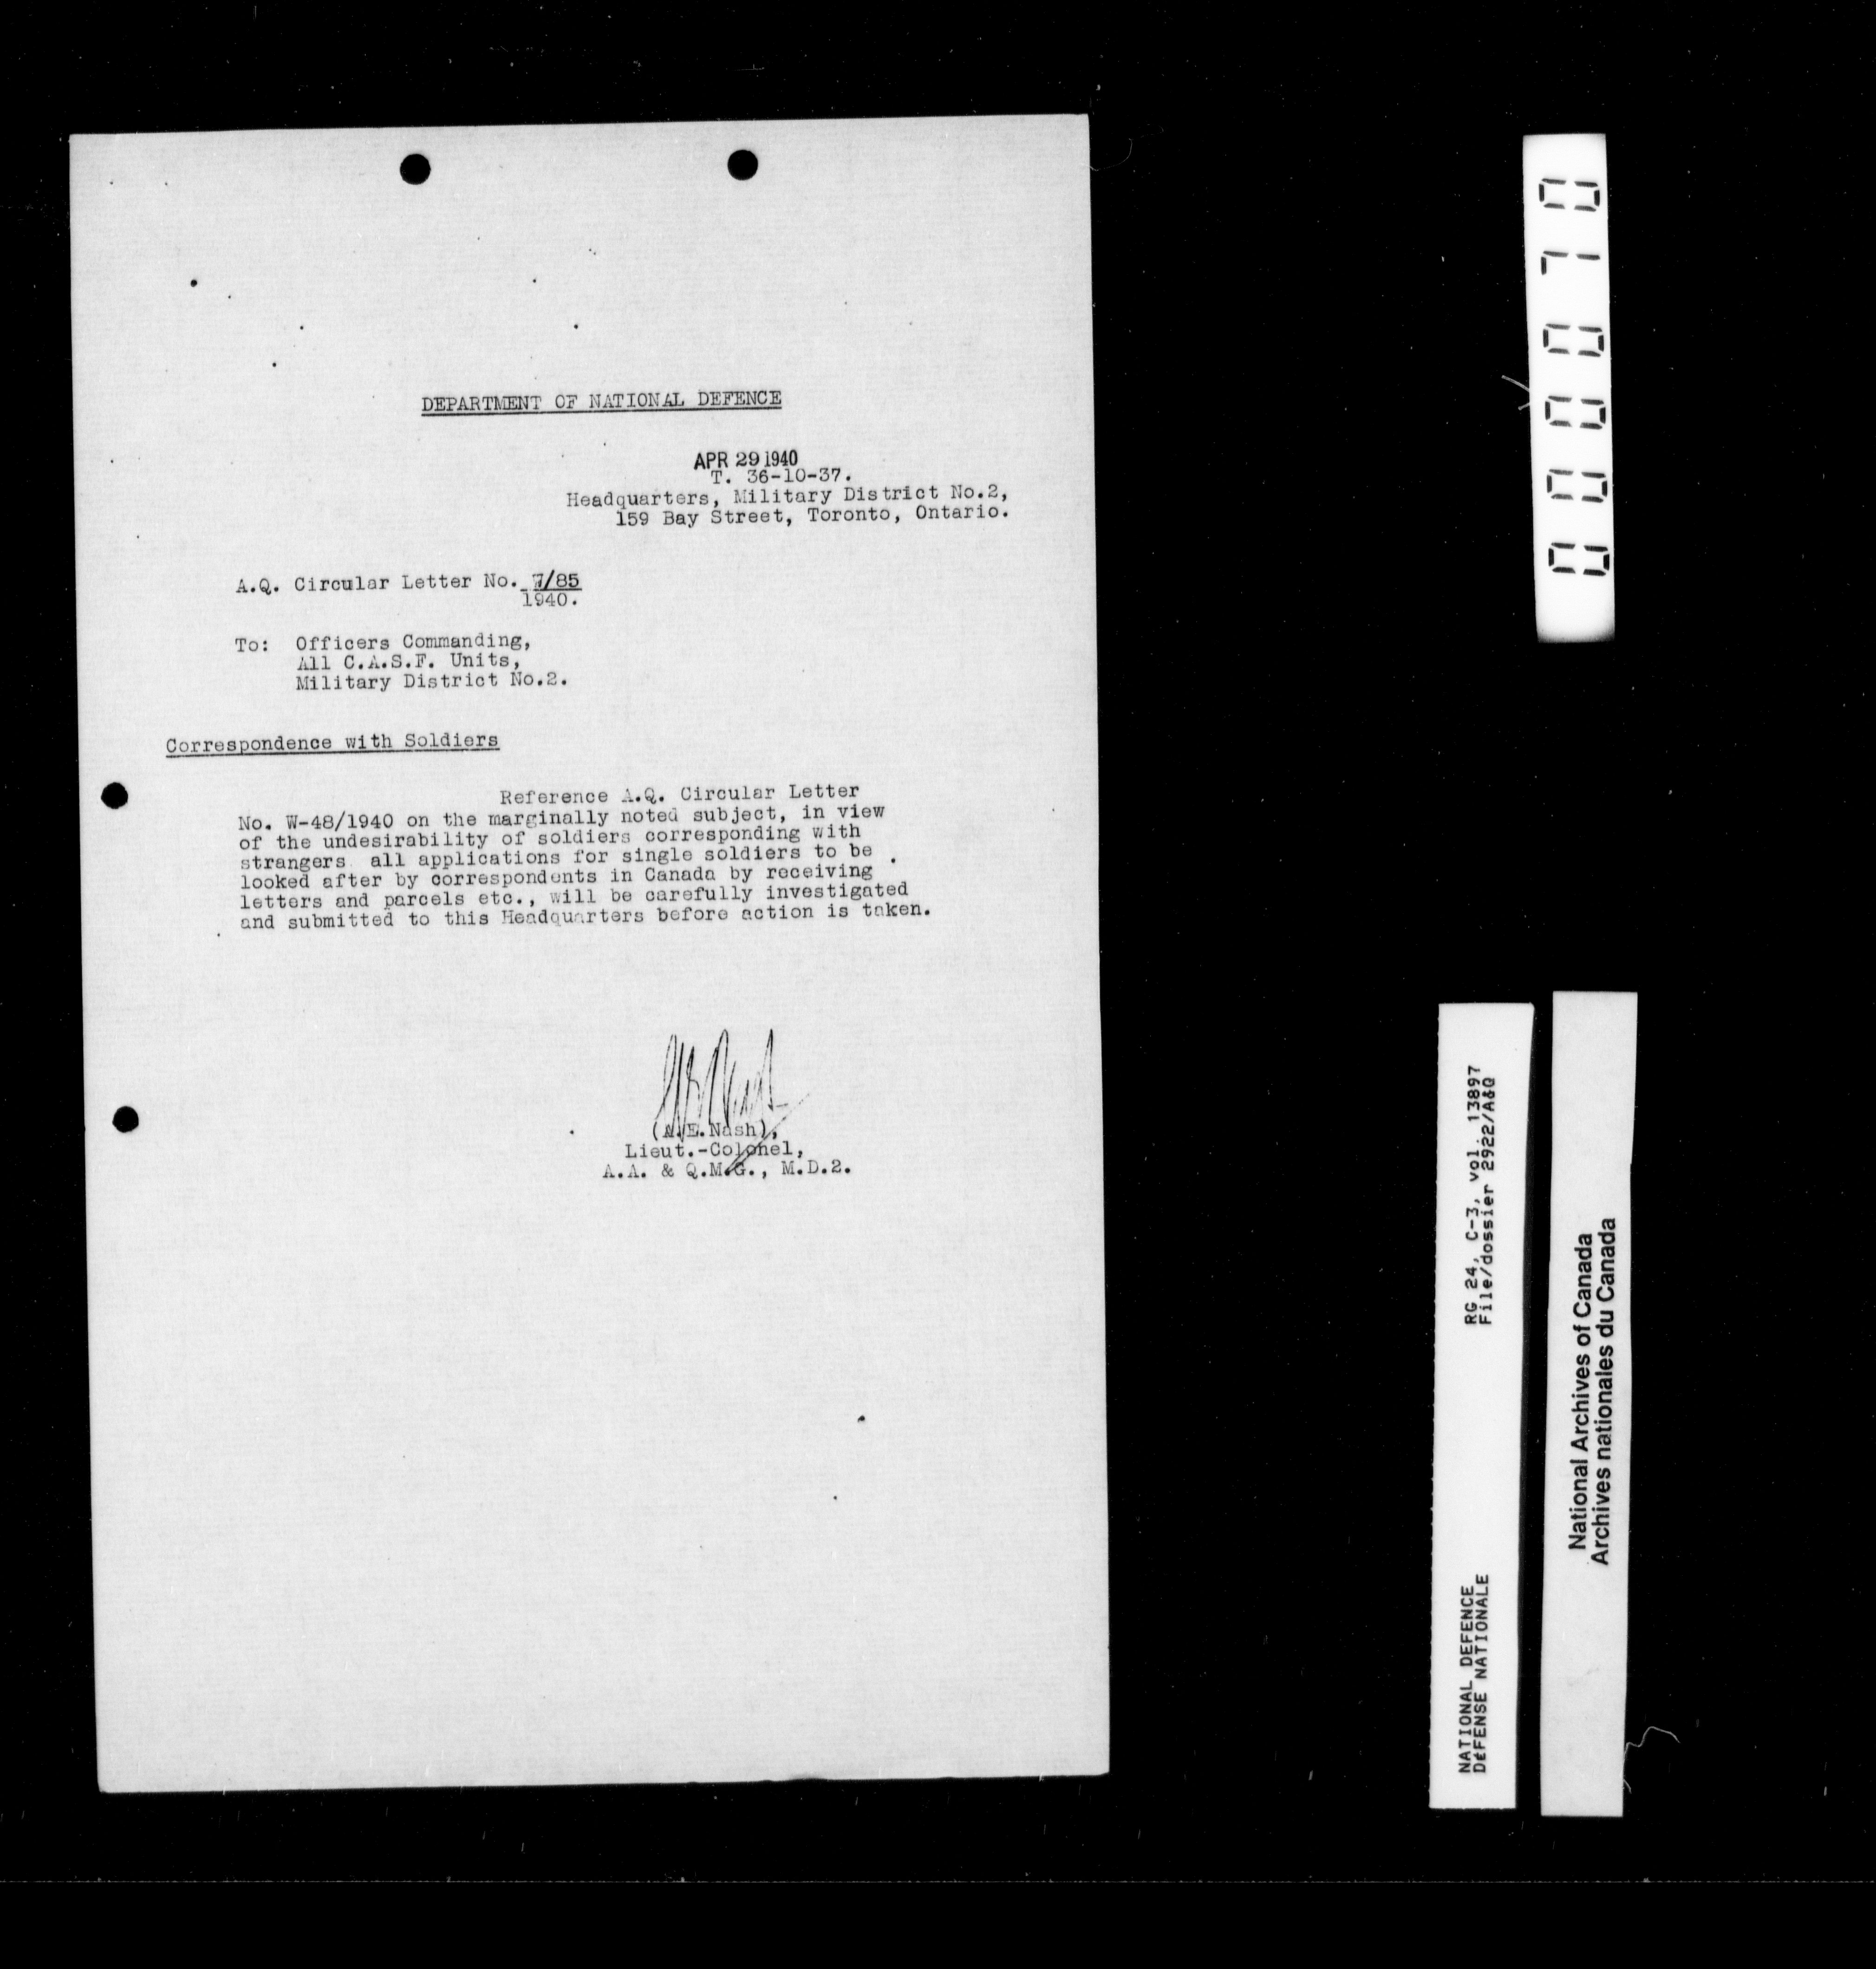 DEPARTMENT OF NATIONAL DEFENCE
APR 29 1940
T. 36-10-37.
Headquarters, Military District No.2,
159 Bay Street, Toronto, Ontario.
A.Q. Circular Letter No. W/85
1940.
To: Officers Commanding,
All C.A.S.F. Units,
Military District No.2.
Correspondence with Soldiers
Reference A.Q. Circular Letter
No. W-48/1940 on the marginally noted subject, in view
of the undesirability of soldiers corresponding with
strangers all applications for single soldiers to be
looked after by correspondents in Canada by receiving
letters and parcels etc., will be carefully investigated
and submitted to this Headquarters before action is taken.
(A.E.Nash),
Lieut.-Colonel,
A.A. & Q.M.G., M.D.2.
000070
RG 24, C-3, vol. 13897
File/dossier 2922/A&Q
NATIONAL DEFENCE
DéFENSE NATIONALE
National Archives of Canada
Archives nationales du Canada